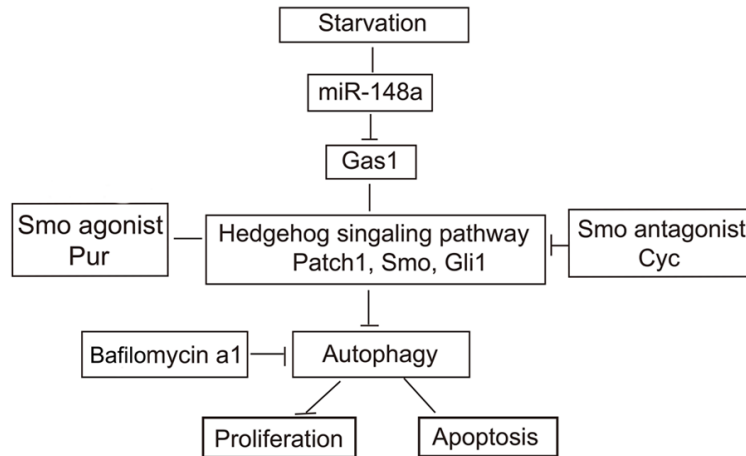 Starvation
miR-148a
Gas1
Smo agonist
Pur
Hedgehog singaling pathway
Patch1, Smo, Gli1
Smo antagonist
Cyc
Bafilomycin a1
Autophagy
Proliferation
Apoptosis